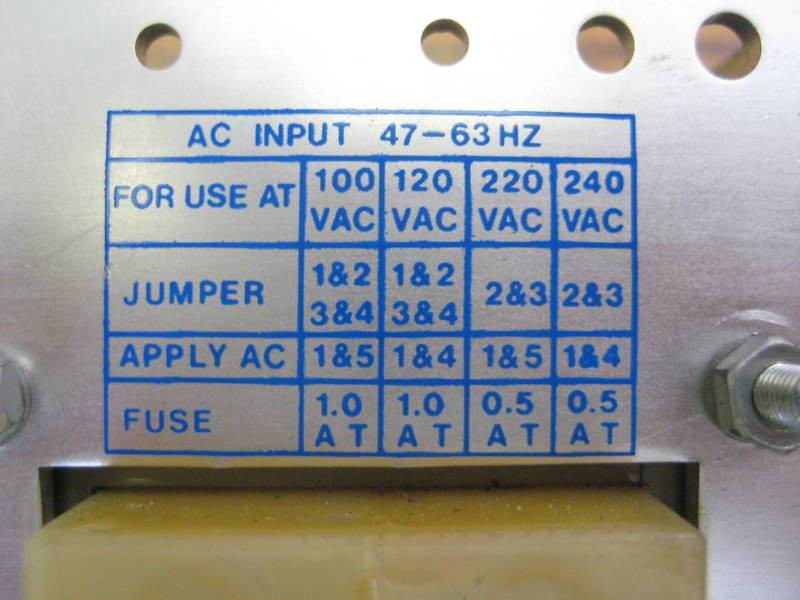 AC INPUT 47-63 HZ
FOR USE AT 100 VAC 120 VAC 220 VAC 240 VAC
JUMPER 1&2 3&4 1&2 3&4 2&3 2&3
APPLY AC 1&5 1&4 1&5 1&4
FUSE 1.0 A T 1.0 A T 0.5 A T 0.5 A T